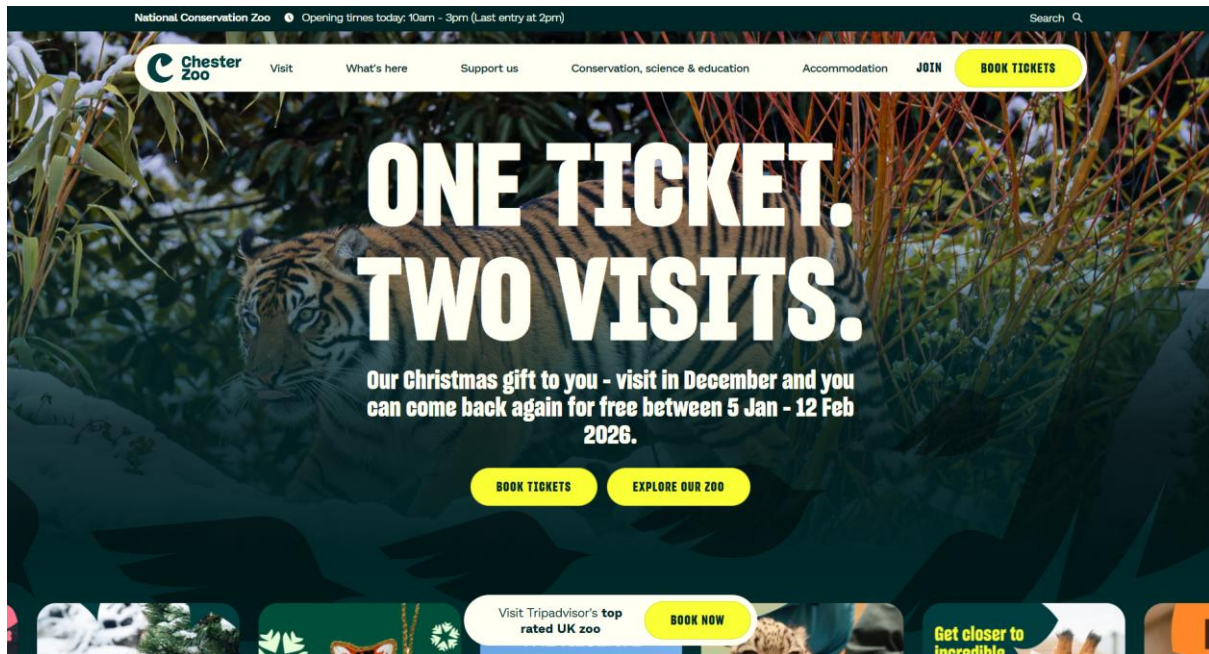 National Conservation Zoo
Opening times today: 10am - 3pm (Last entry at 2pm)
Search
Chester
Zoo
Visit
What's here
Support us
Conservation, science & education
Accommodation
JOIN
BOOK TICKETS
ONE TICKET.
TWO VISITS.
Our Christmas gift to you - visit in December and you
can come back again for free between 5 Jan - 12 Feb
2026.
BOOK TICKETS
EXPLORE OUR ZOO
Visit Tripadvisor's top
rated UK zoo
BOOK NOW
Get closer to
incredible